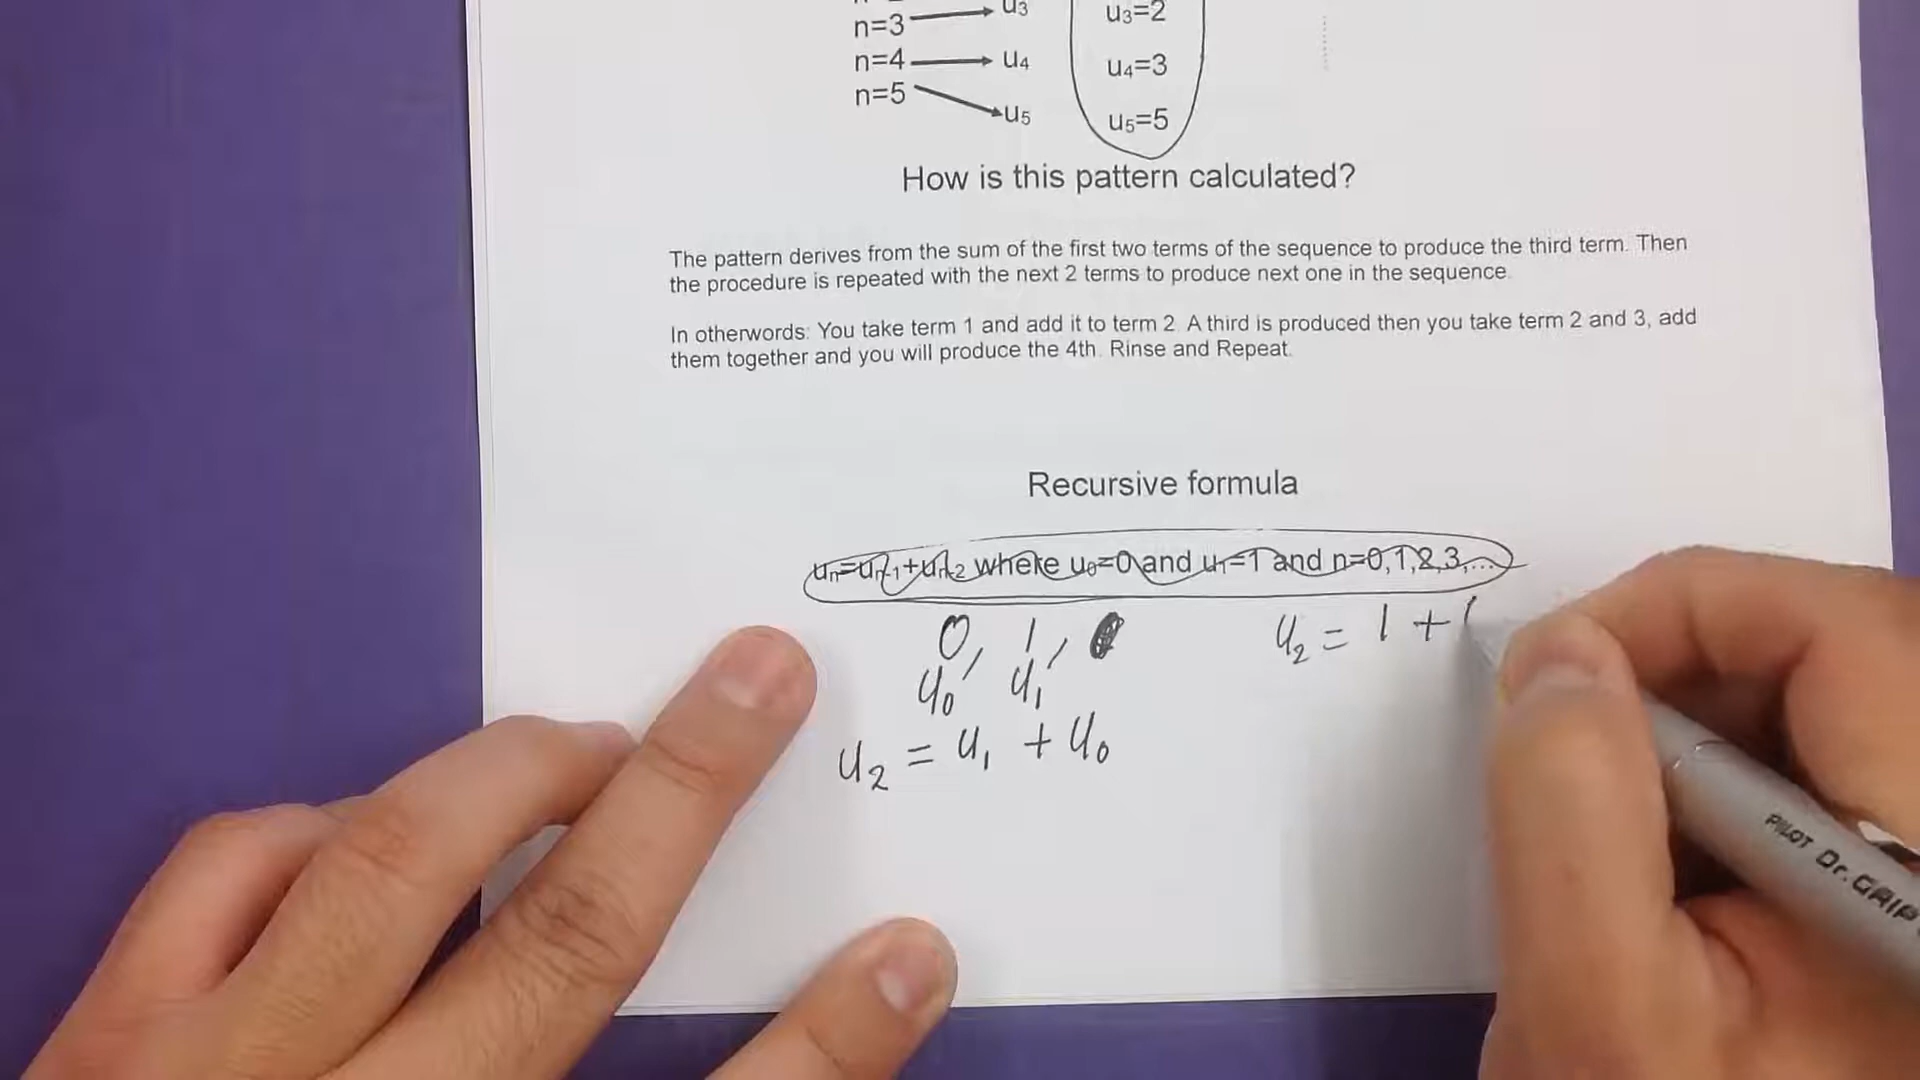 n=3 u3 u3=2
n=4 u4 u4=3
n=5 u5 u5=5
How is this pattern calculated?
The pattern derives from the sum of the first two terms of the sequence to produce the third term. Then
the procedure is repeated with the next 2 terms to produce next one in the sequence.
In otherwords: You take term 1 and add it to term 2. A third is produced then you take term 2 and 3, add
them together and you will produce the 4th. Rinse and Repeat.
Recursive formula
un=un-1+un-2 where u0=0 and u1=1 and n=0,1,2,3,...
0, 1, u2 = 1 +
u0 u1
u2 = u1 + u0
PILOT Dr. GRIP